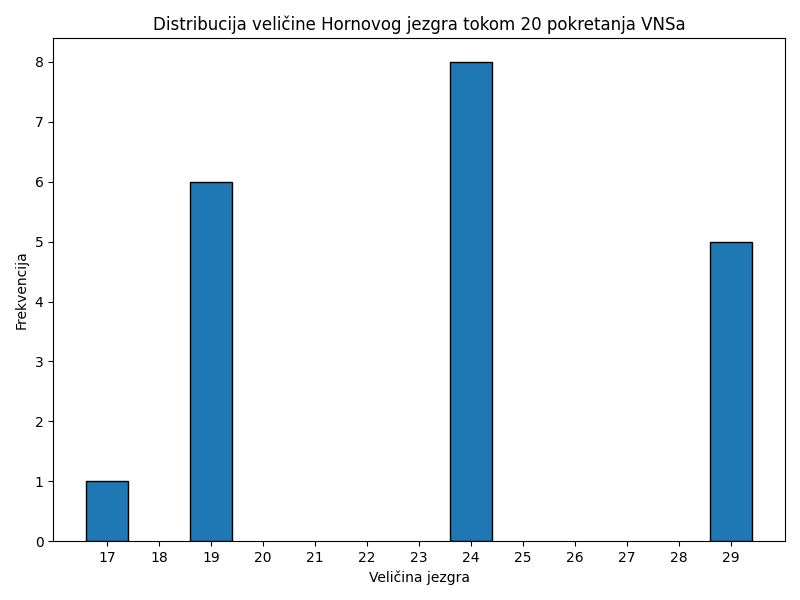 Distribucija veličine Hornovog jezgra tokom 20 pokretanja VNSa
8
7
6
5
4
3
2
1
0
Frekvencija
17 18 19 20 21 22 23 24 25 26 27 28 29
Veličina jezgra